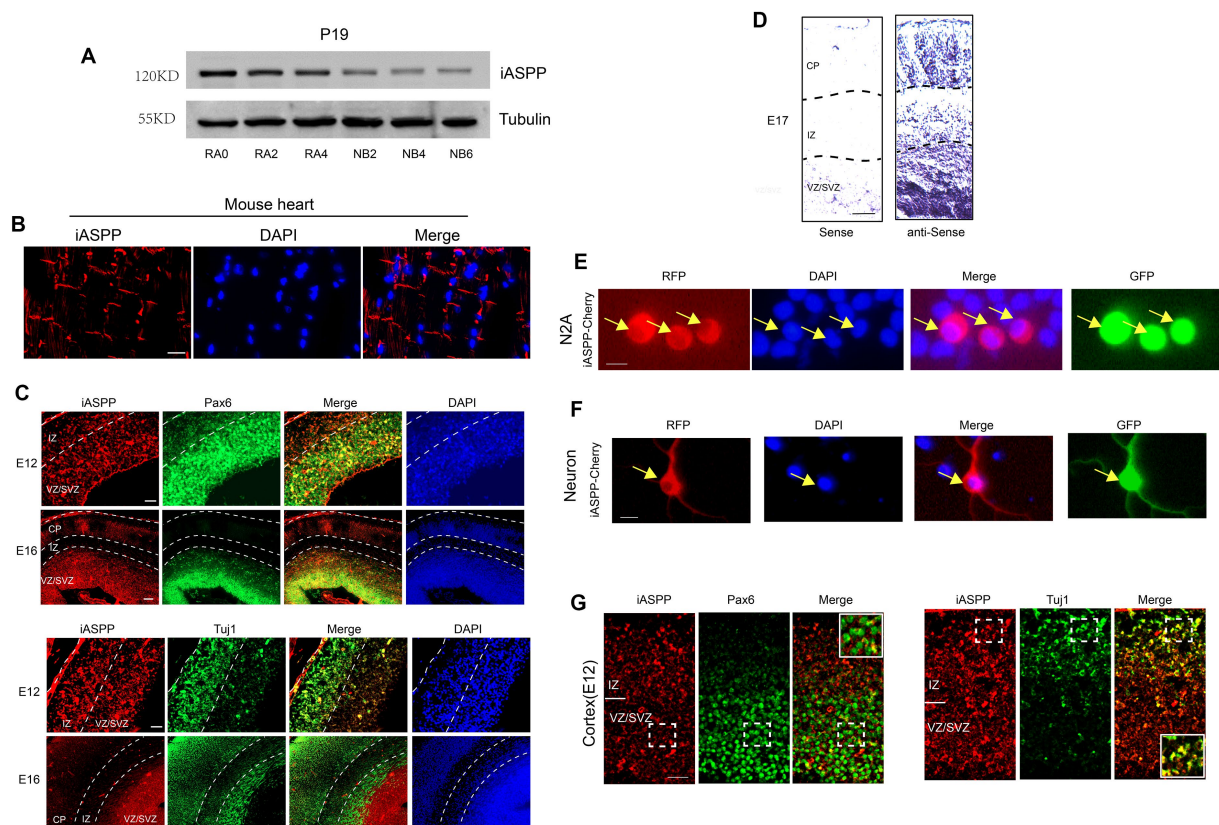 A
P19
120KD
iASPP
55KD
Tubulin
RA0 RA2 RA4 NB2 NB4 NB6
B
Mouse heart
iASPP DAPI Merge
C
iASPP Pax6 Merge DAPI
E12
IZ
VZ/SVZ
E16
CP
IZ
VZ/SVZ
iASPP Tuj1 Merge DAPI
E12
IZ VZ/SVZ
E16
CP IZ VZ/SVZ
D
E17
CP
IZ
VZ/SVZ
Sense anti-Sense
E
RFP DAPI Merge GFP
N2A
iASPP-Cherry
F
RFP DAPI Merge GFP
Neuron
iASPP-Cherry
G
iASPP Pax6 Merge
Cortex(E12)
IZ
VZ/SVZ
iASPP Tuj1 Merge
IZ
VZ/SVZ